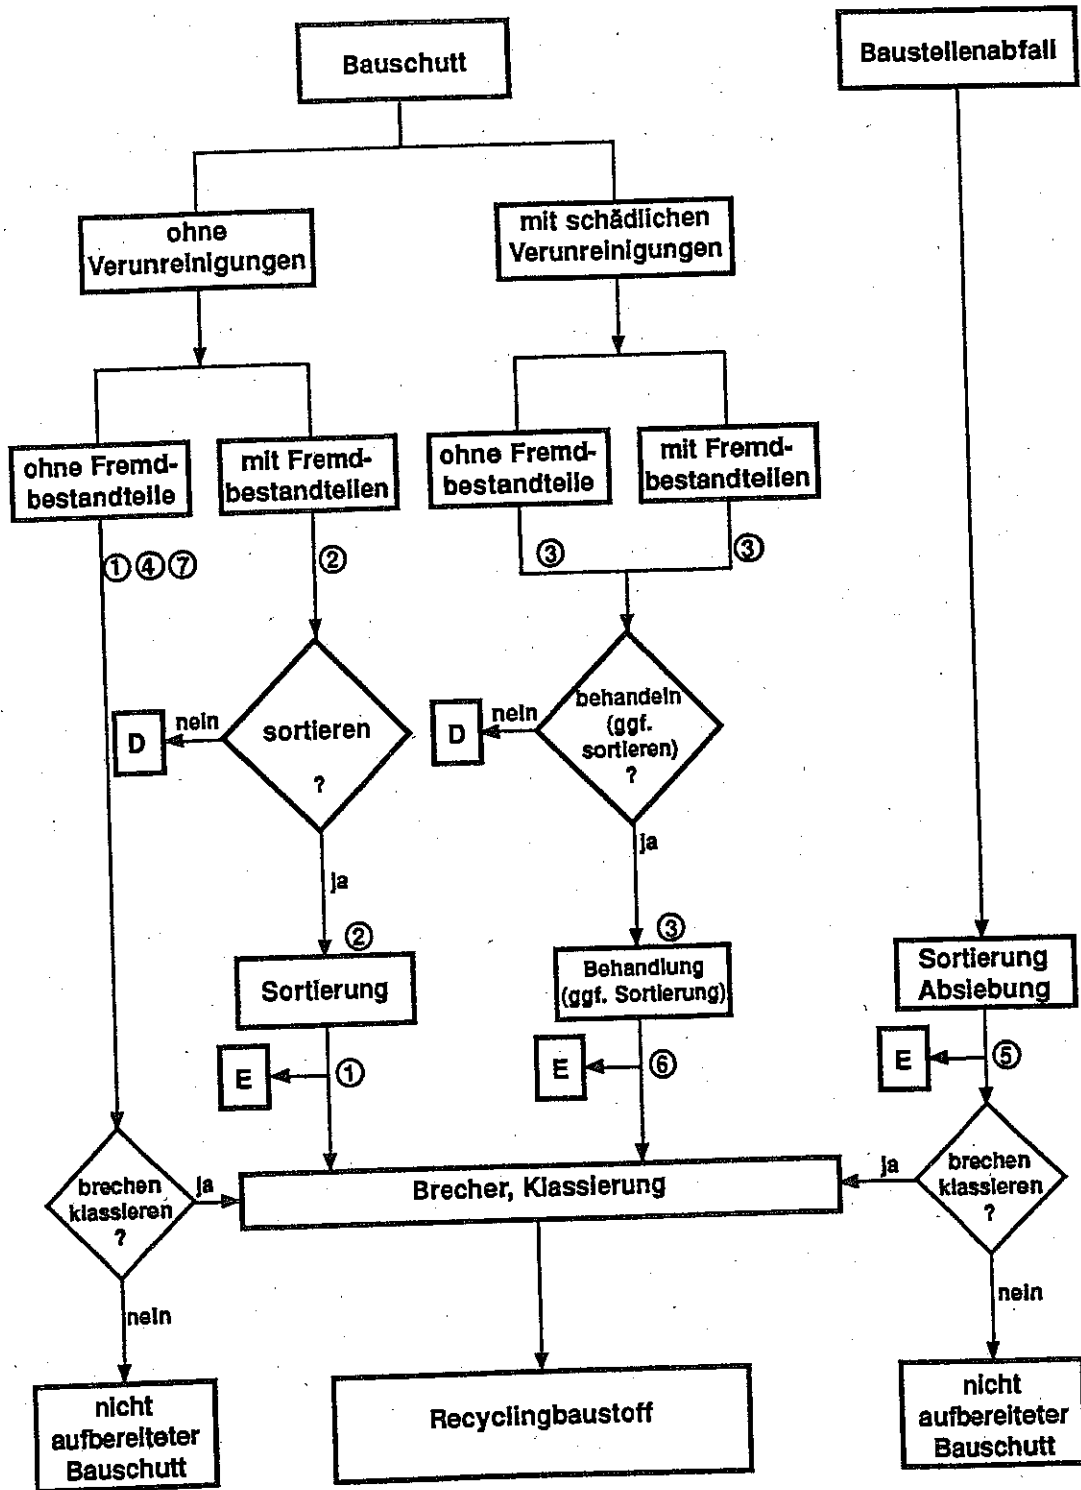 Bauschutt
Baustellenabfall
ohne
Verunreinigungen
mit schädlichen
Verunreinigungen
ohne Fremd-
bestandteile
mit Fremd-
bestandteilen
ohne Fremd-
bestandteile
mit Fremd-
bestandteilen
① ④ ⑦
②
③
③
sortieren
?
nein
D
behandeln
(ggf.
sortieren)
?
nein
D
ja
ja
②
Sortierung
③
Behandlung
(ggf. Sortierung)
Sortierung
Absiebung
E
①
E
⑥
E
⑤
brechen
klassieren
?
ja
Brecher, Klassierung
ja
brechen
klassieren
?
nein
nein
nicht
aufbereiteter
Bauschutt
Recyclingbaustoff
nicht
aufbereiteter
Bauschutt